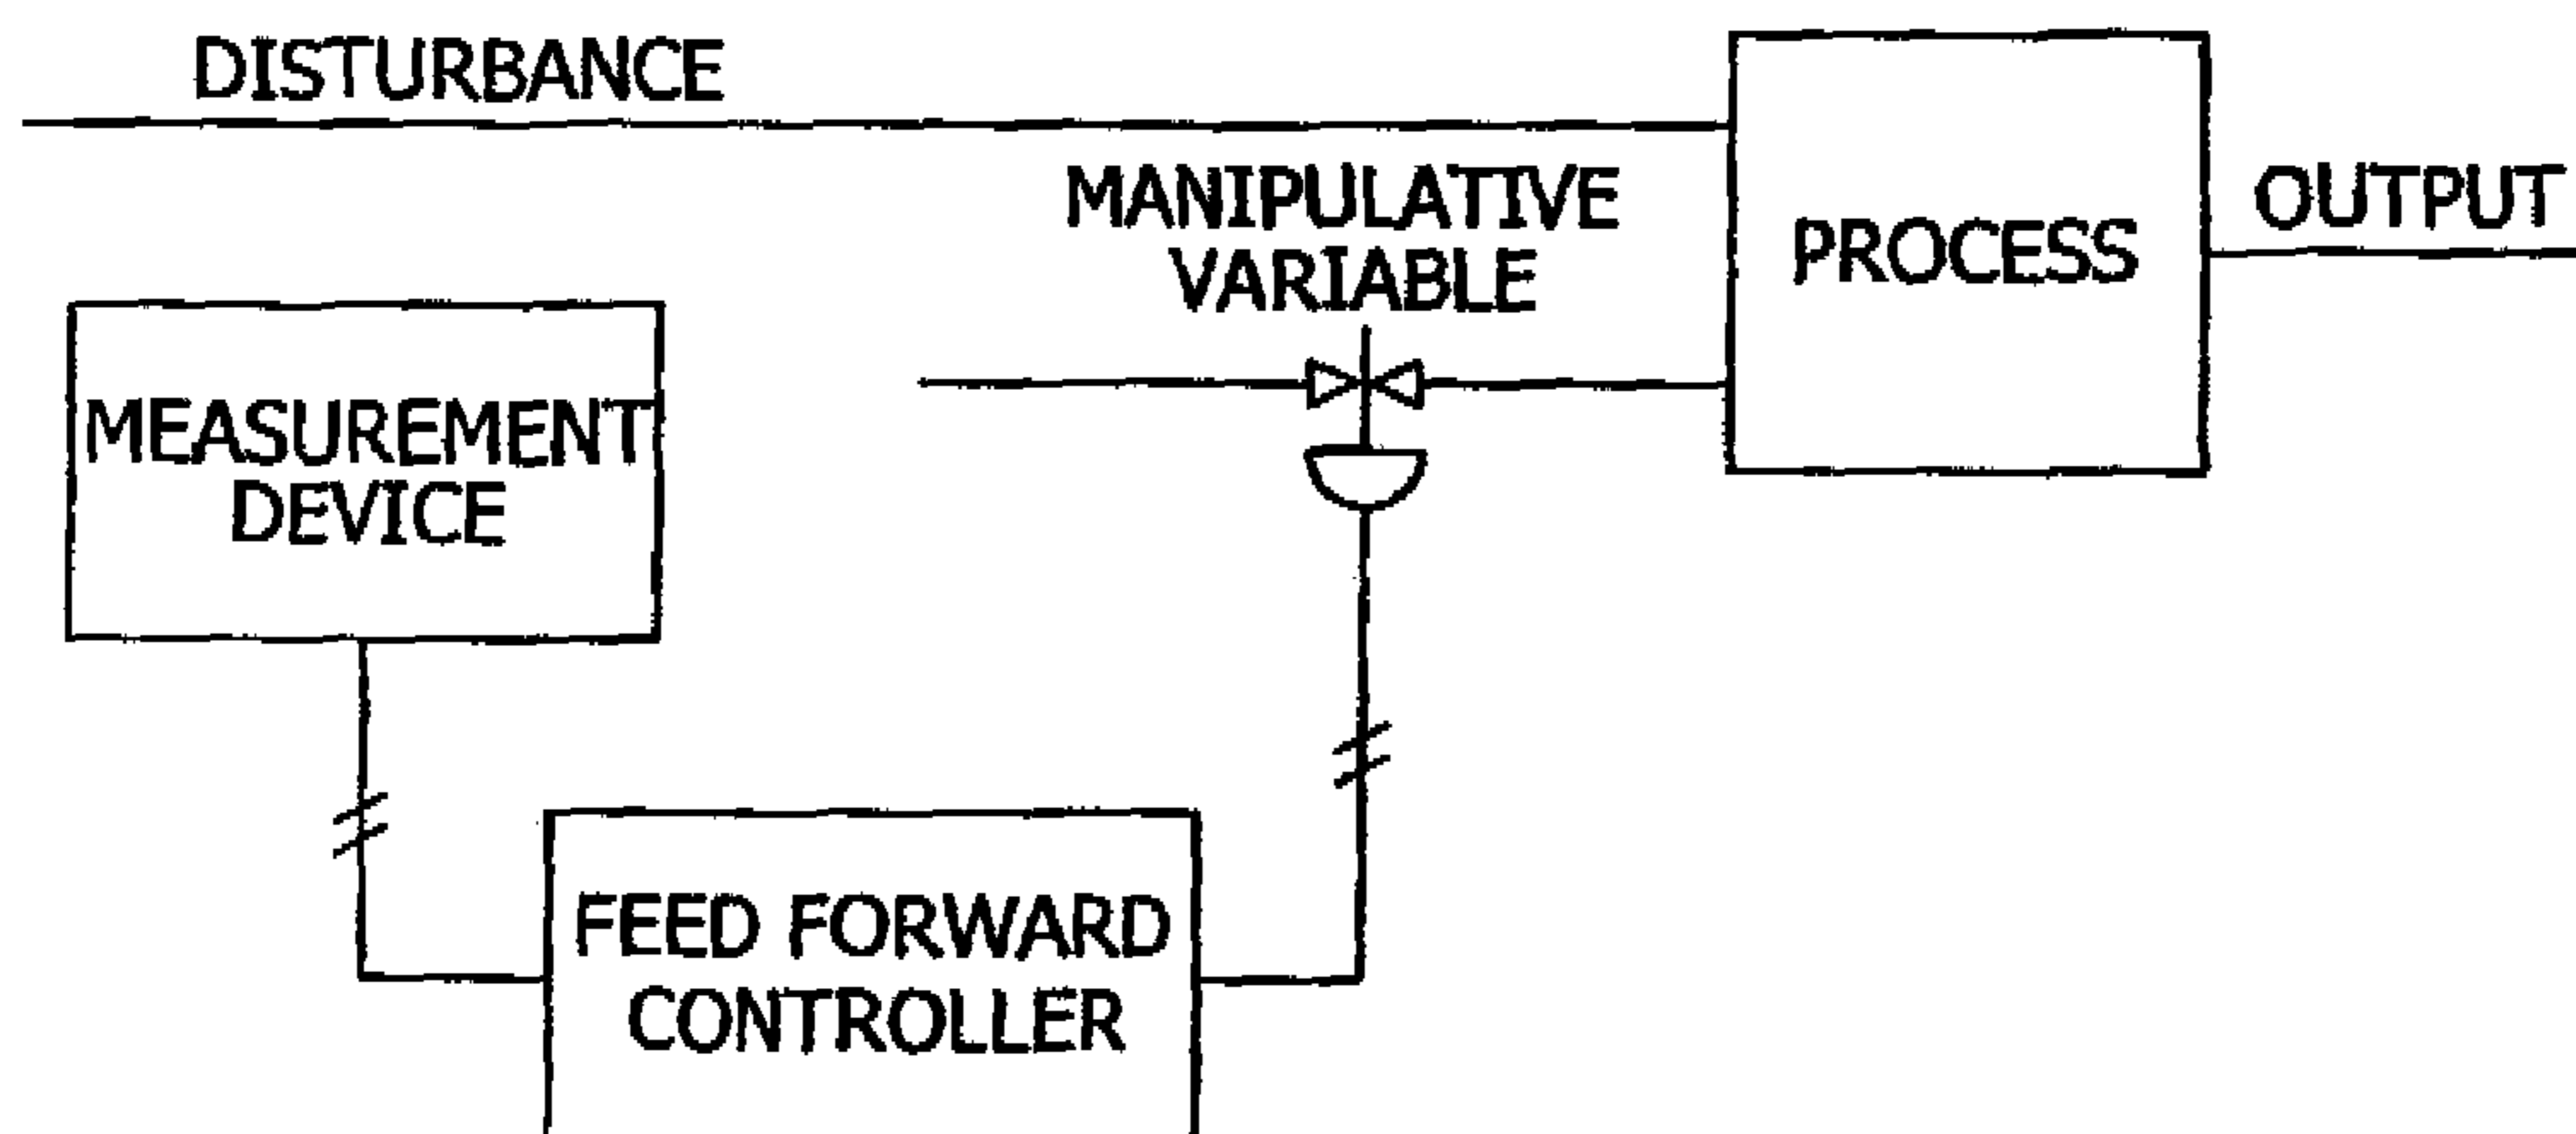 DISTURBANCE
MANIPULATIVE
VARIABLE
PROCESS
OUTPUT
MEASUREMENT
DEVICE
FEED FORWARD
CONTROLLER